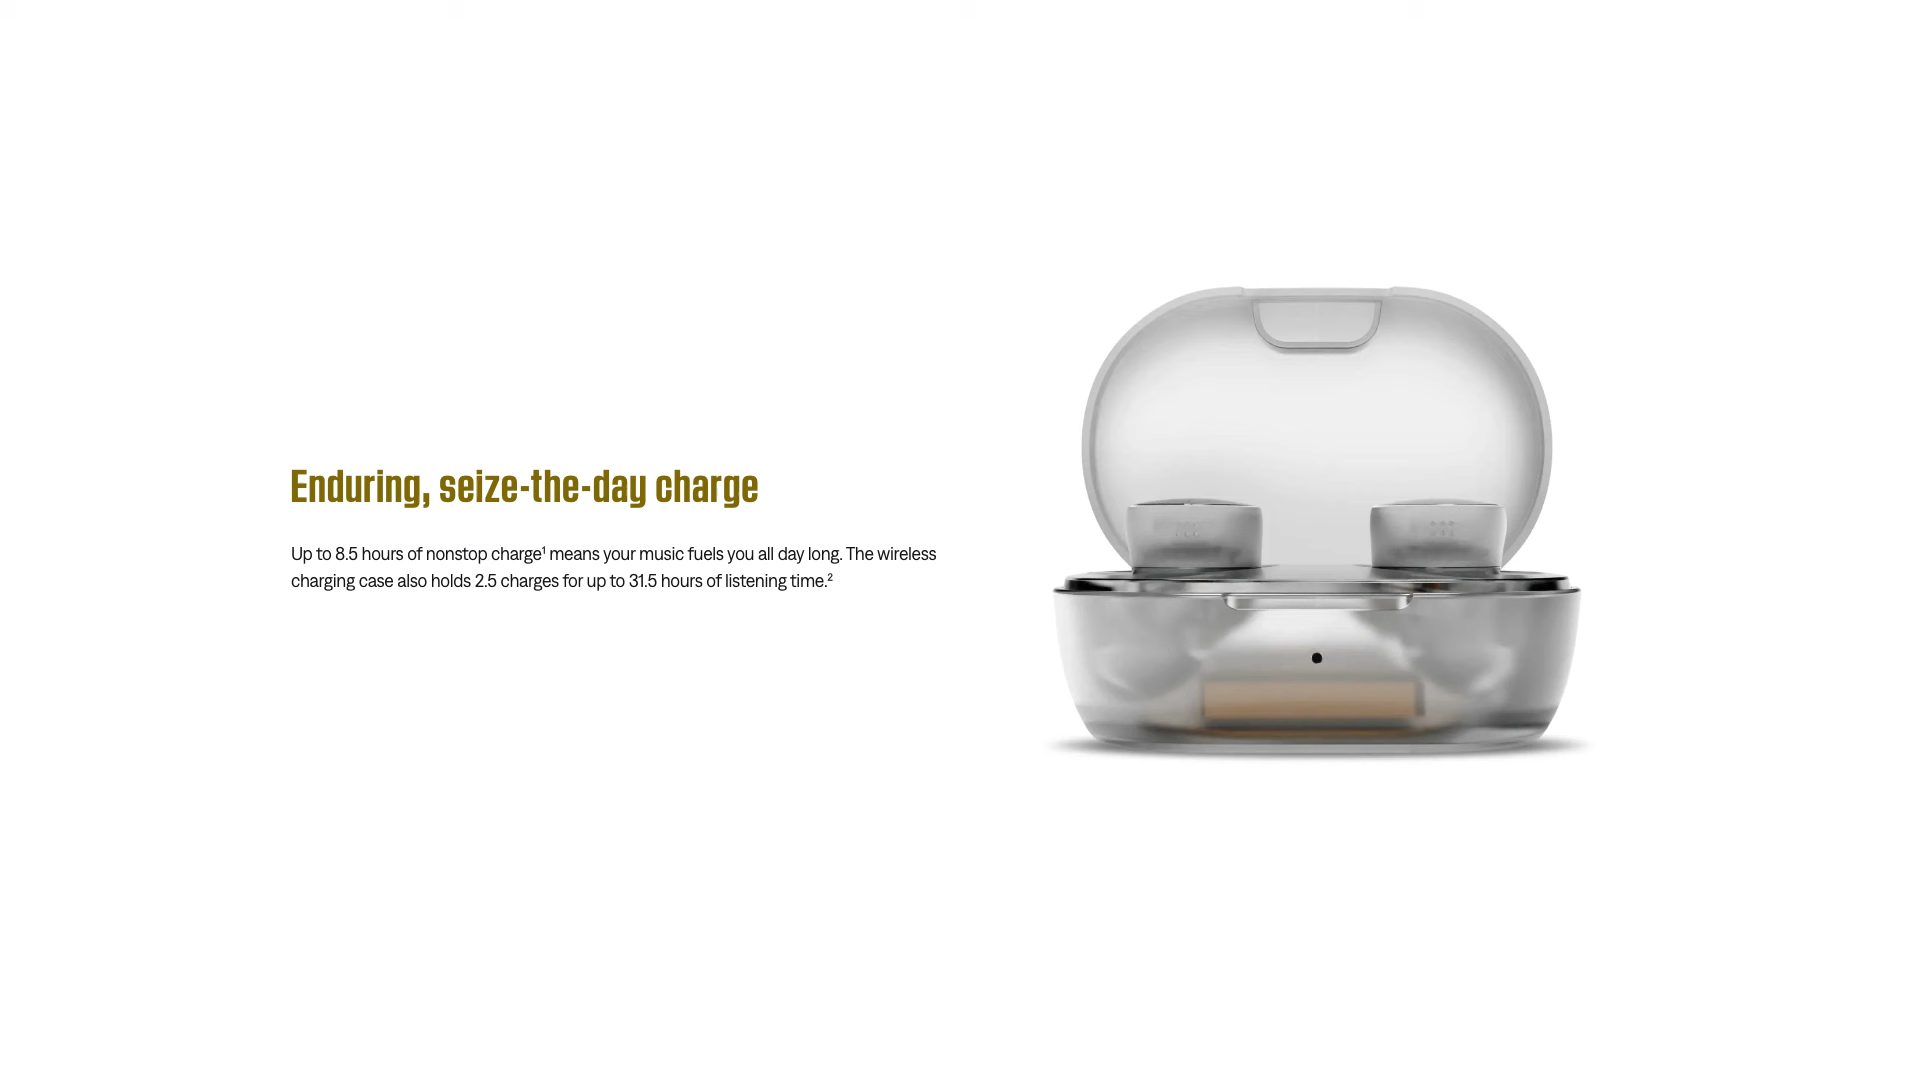 Enduring, seize-the-day charge
Up to 8.5 hours of nonstop charge¹ means your music fuels you all day long. The wireless
charging case also holds 2.5 charges for up to 31.5 hours of listening time.²